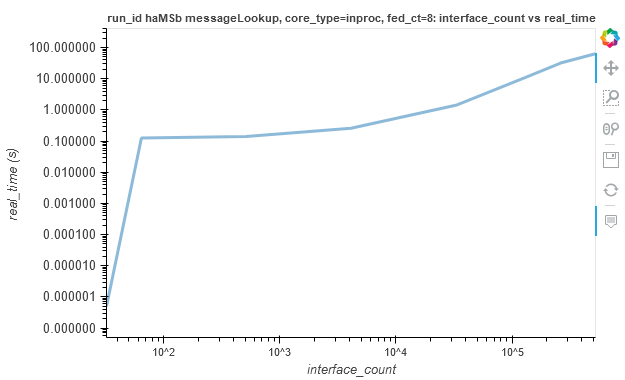 run_id haMSb messageLookup, core_type=inproc, fed_ct=8: interface_count vs real_time
100.000000
10.000000
1.000000
0.100000
0.010000
0.001000
0.000100
0.000010
0.000001
0.000000
real_time (s)
10^2 10^3 10^4 10^5
interface_count